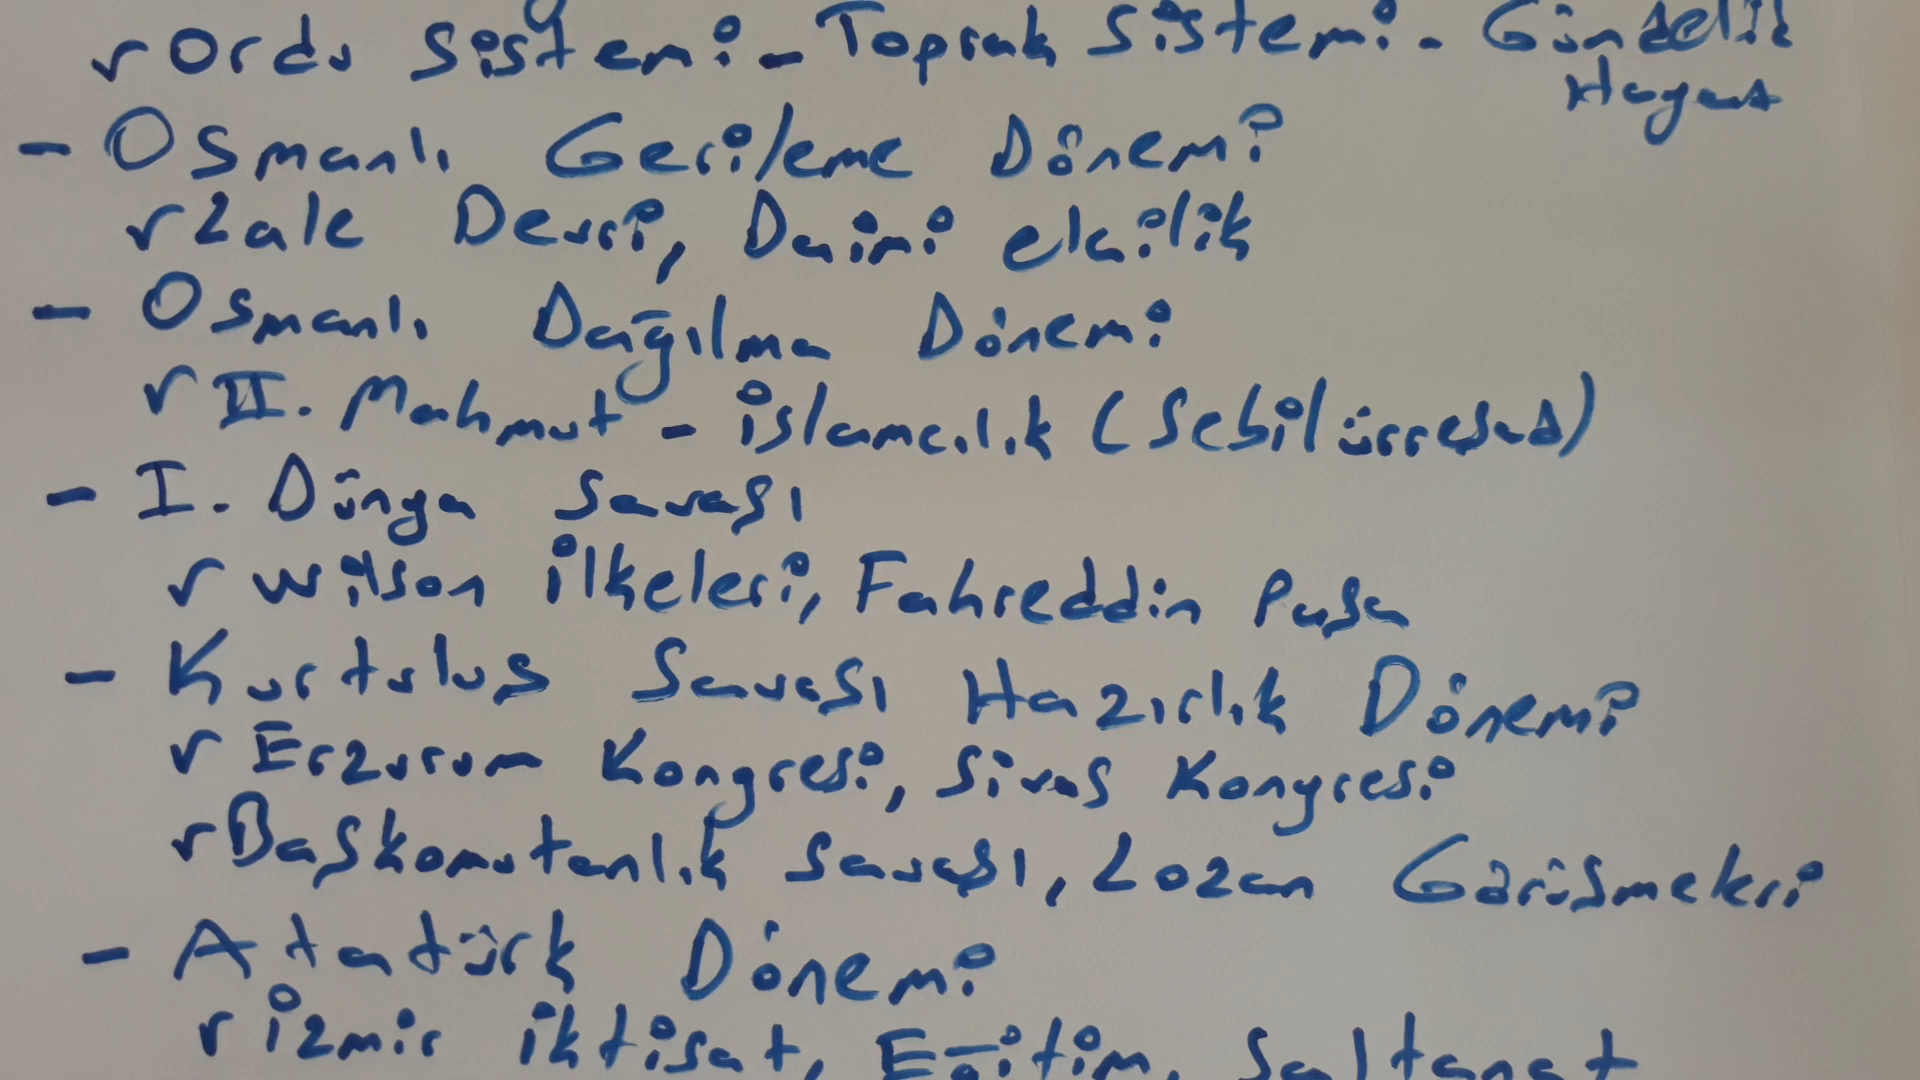 ✓ Ordu Sistemi - Toprak Sistemi - Gündelik
Hayat
- Osmanlı Gerileme Dönemi
✓ Lale Devri, Daimi elçilik
- Osmanlı Dağılma Dönemi
✓ II. Mahmut - İslamcılık (Sebilürreşad)
- I. Dünya Savaşı
✓ Wilson İlkeleri, Fahreddin Paşa
- Kurtuluş Savaşı Hazırlık Dönemi
✓ Erzurum Kongresi, Sivas Kongresi
✓ Başkomutanlık Savaşı, Lozan Görüşmeleri
- Atatürk Dönemi
✓ İzmir iktisat, Eğitim, Saltanat